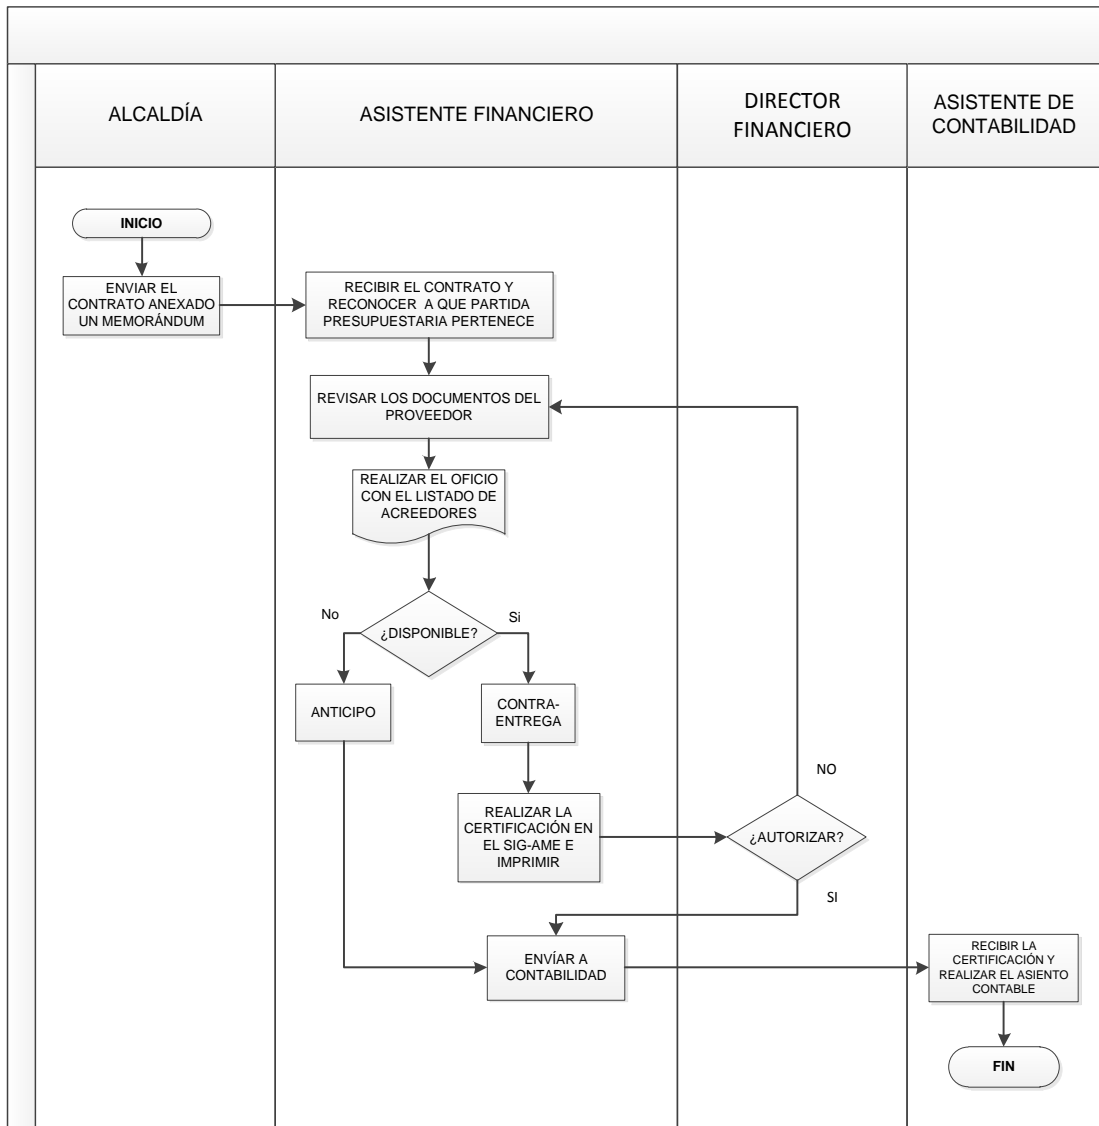 ALCALDÍA
ASISTENTE FINANCIERO
DIRECTOR
FINANCIERO
ASISTENTE DE
CONTABILIDAD
INICIO
ENVIAR EL
CONTRATO ANEXADO
UN MEMORÁNDUM
RECIBIR EL CONTRATO Y
RECONOCER A QUE PARTIDA
PRESUPUESTARIA PERTENECE
REVISAR LOS DOCUMENTOS DEL
PROVEEDOR
REALIZAR EL OFICIO
CON EL LISTADO DE
ACREEDORES
No
Si
¿DISPONIBLE?
ANTICIPO
CONTRA-
ENTREGA
NO
REALIZAR LA
CERTIFICACIÓN EN
EL SIG-AME E
IMPRIMIR
¿AUTORIZAR?
SI
ENVÍAR A
CONTABILIDAD
RECIBIR LA
CERTIFICACIÓN Y
REALIZAR EL ASIENTO
CONTABLE
FIN